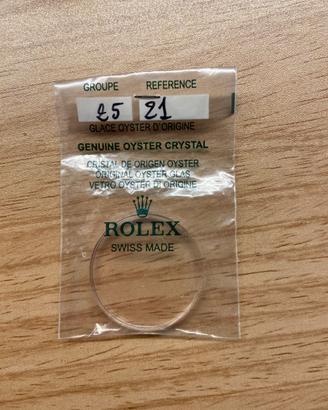 GROUPE REFERENCE
25 21
GLACE OYSTER D'ORIGINE
GENUINE OYSTER CRYSTAL
CRISTAL DE ORIGEN OYSTER
ORIGINAL OYSTER GLAS
VETRO OYSTER DI ORIGINE
ROLEX
SWISS MADE